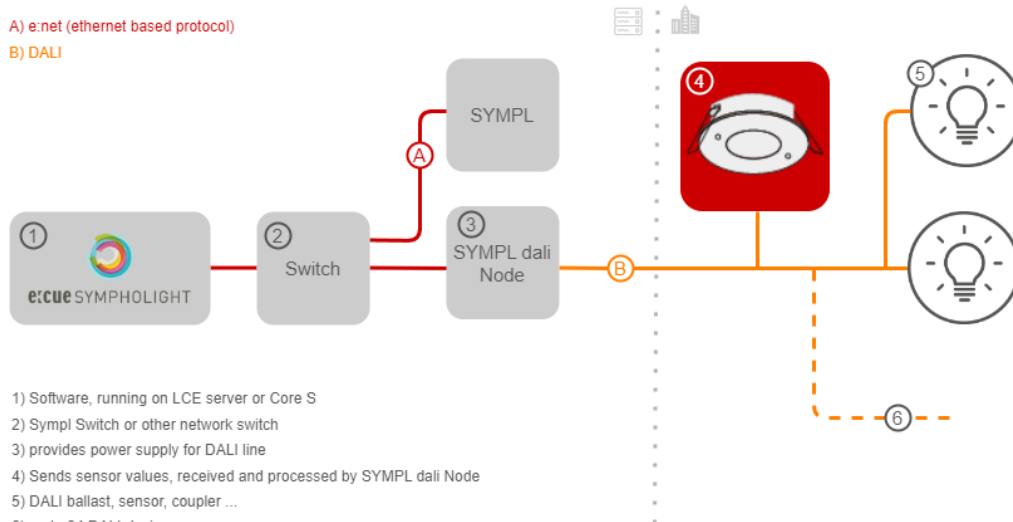 A) e:net (ethernet based protocol)
B) DALI
4
5
SYMPL
A
1
2
3
e:cue SYMPHOLIGHT
Switch
SYMPL dali
Node
B
6
1) Software, running on LCE server or Core S
2) Sympl Switch or other network switch
3) provides power supply for DALI line
4) Sends sensor values, received and processed by SYMPL dali Node
5) DALI ballast, sensor, coupler ...